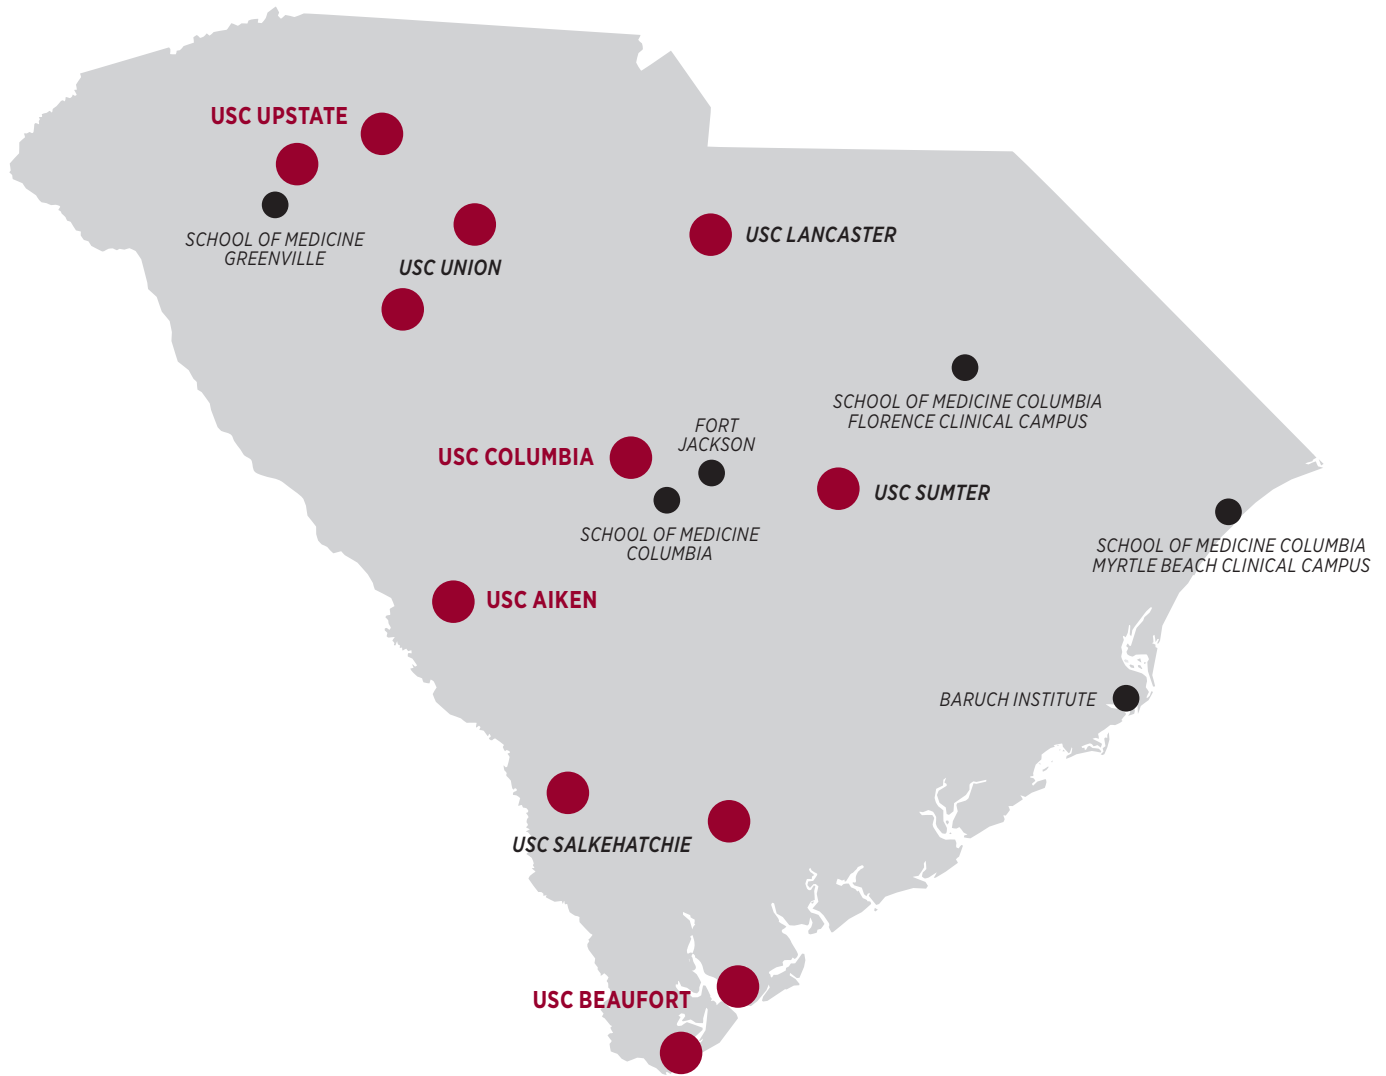 USC UPSTATE
SCHOOL OF MEDICINE
GREENVILLE
USC UNION
USC LANCASTER
SCHOOL OF MEDICINE COLUMBIA
FLORENCE CLINICAL CAMPUS
FORT
JACKSON
USC COLUMBIA
USC SUMTER
SCHOOL OF MEDICINE
COLUMBIA
SCHOOL OF MEDICINE COLUMBIA
MYRTLE BEACH CLINICAL CAMPUS
USC AIKEN
BARUCH INSTITUTE
USC SALKEHATCHIE
USC BEAUFORT